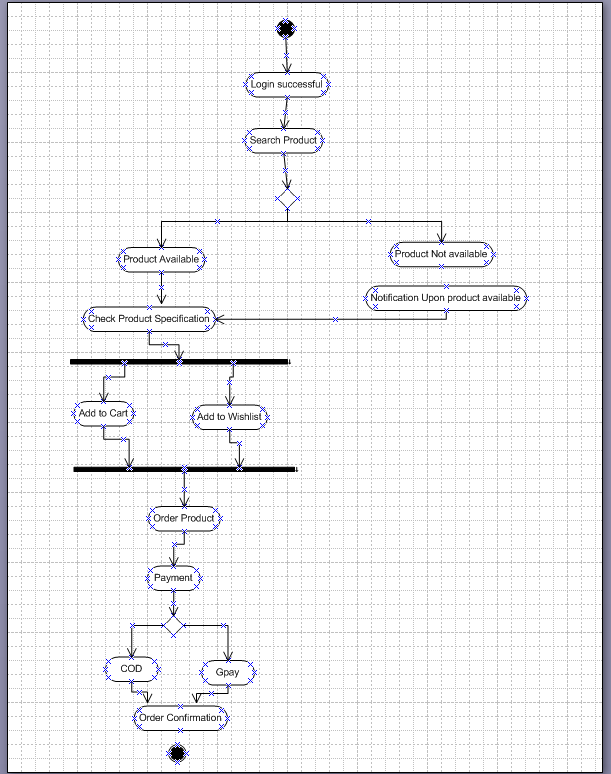 Login successful
Search Product
Product Available
Product Not available
Notification Upon product available
Check Product Specification
Add to Cart
Add to Wishlist
Order Product
Payment
COD
Gpay
Order Confirmation